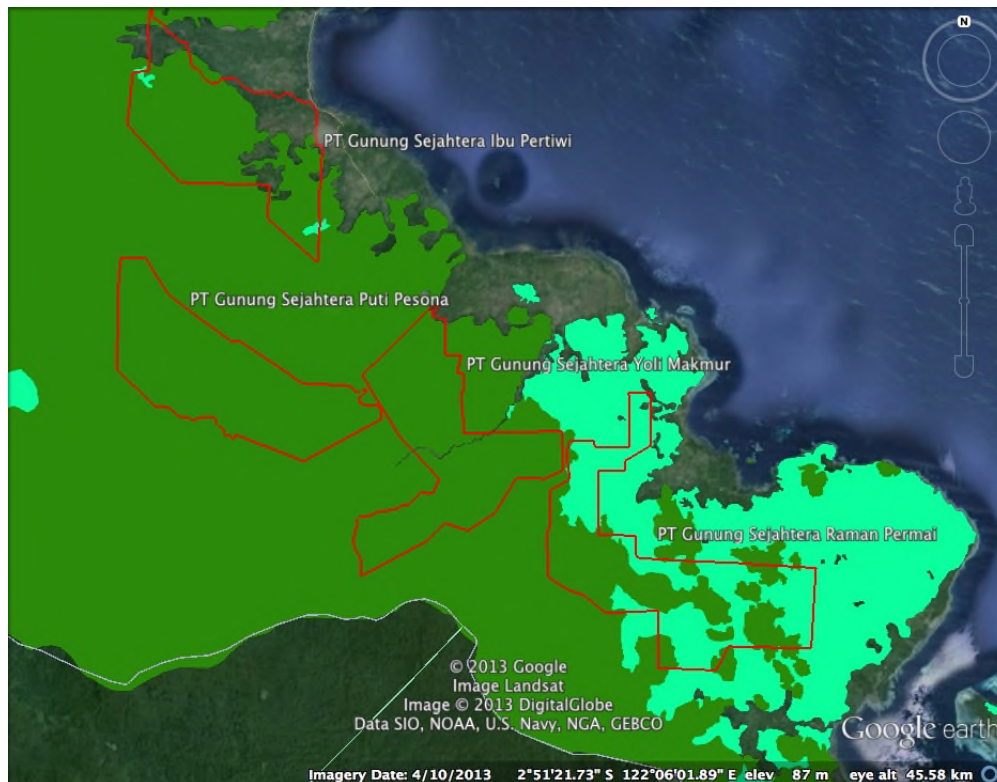 N
PT Gunung Sejahtera Ibu Pertiwi
PT Gunung Sejahtera Puti Pesona
PT Gunung Sejahtera Yoli Makmur
PT Gunung Sejahtera Raman Permai
© 2013 Google
Image Landsat
Image © 2013 DigitalGlobe
Data SIO, NOAA, U.S. Navy, NGA, GEBCO
Google earth
Imagery Date: 4/10/2013 2°51'21.73" S 122°06'01.89" E elev 87 m eye alt 45.58 km